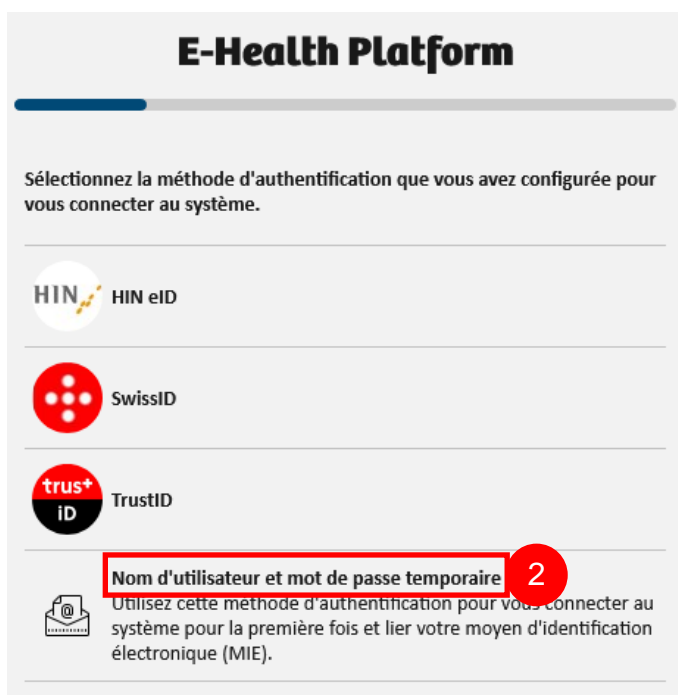 E-Health Platform
Sélectionnez la méthode d'authentification que vous avez configurée pour
vous connecter au système.
HIN
HIN eID
SwissID
trus+
iD
TrustID
Nom d'utilisateur et mot de passe temporaire
2
@
Utilisez cette méthode d'authentification pour vous connecter au
système pour la première fois et lier votre moyen d'identification
électronique (MIE).